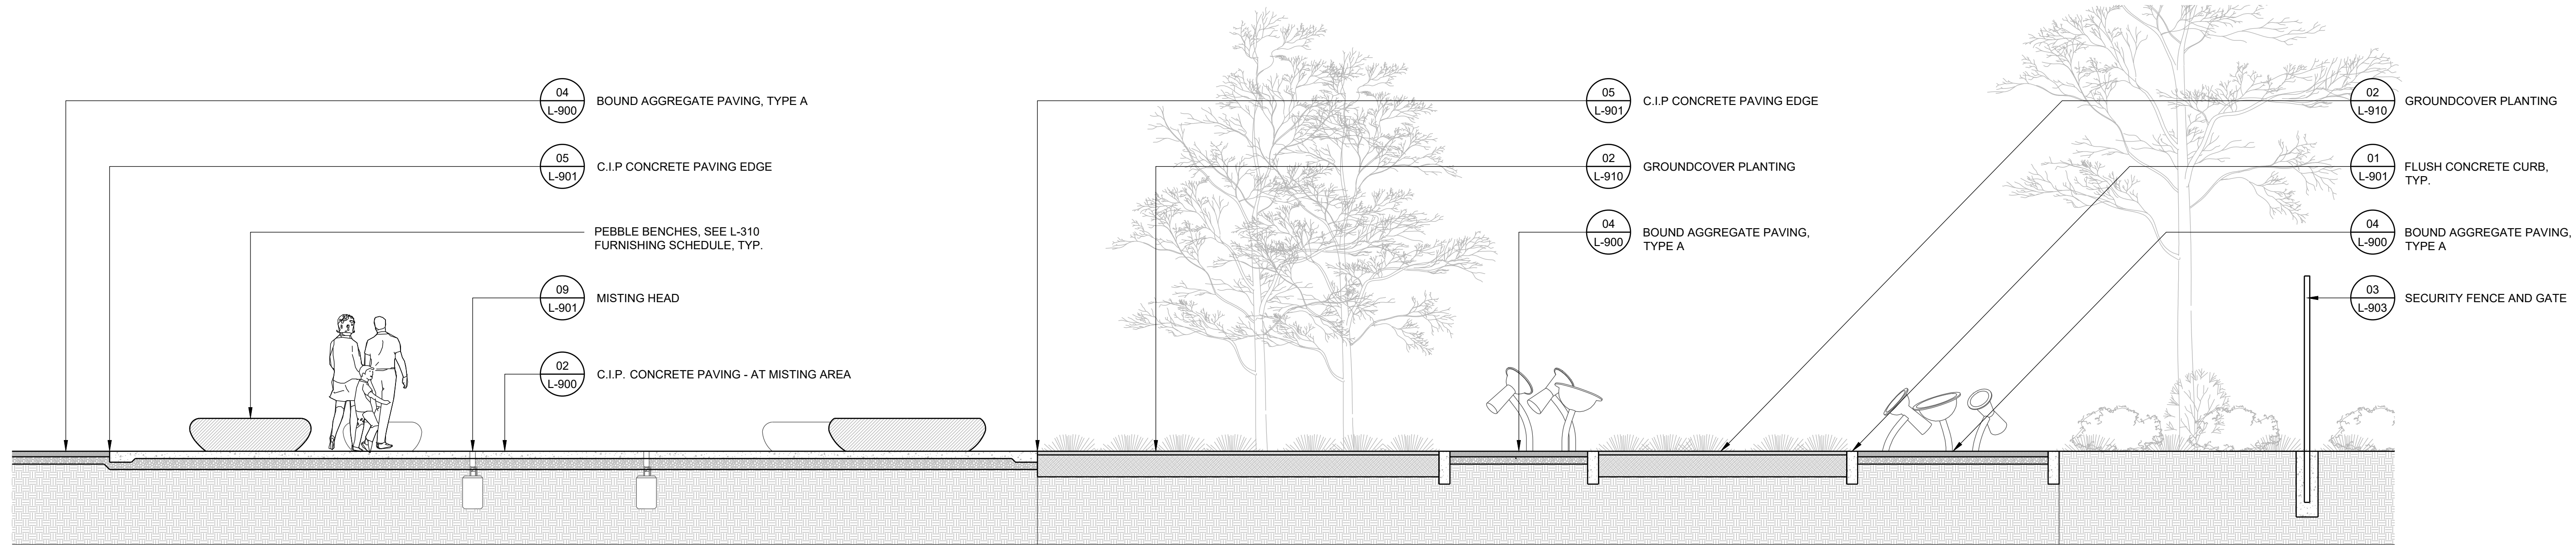 04
L-900
BOUND AGGREGATE PAVING, TYPE A
05
L-901
C.I.P CONCRETE PAVING EDGE
PEBBLE BENCHES, SEE L-310
FURNISHING SCHEDULE, TYP.
09
L-901
MISTING HEAD
02
L-900
C.I.P. CONCRETE PAVING - AT MISTING AREA
05
L-901
C.I.P CONCRETE PAVING EDGE
02
L-910
GROUNDCOVER PLANTING
04
L-900
BOUND AGGREGATE PAVING,
TYPE A
02
L-910
GROUNDCOVER PLANTING
01
L-901
FLUSH CONCRETE CURB,
TYP.
04
L-900
BOUND AGGREGATE PAVING,
TYPE A
03
L-903
SECURITY FENCE AND GATE